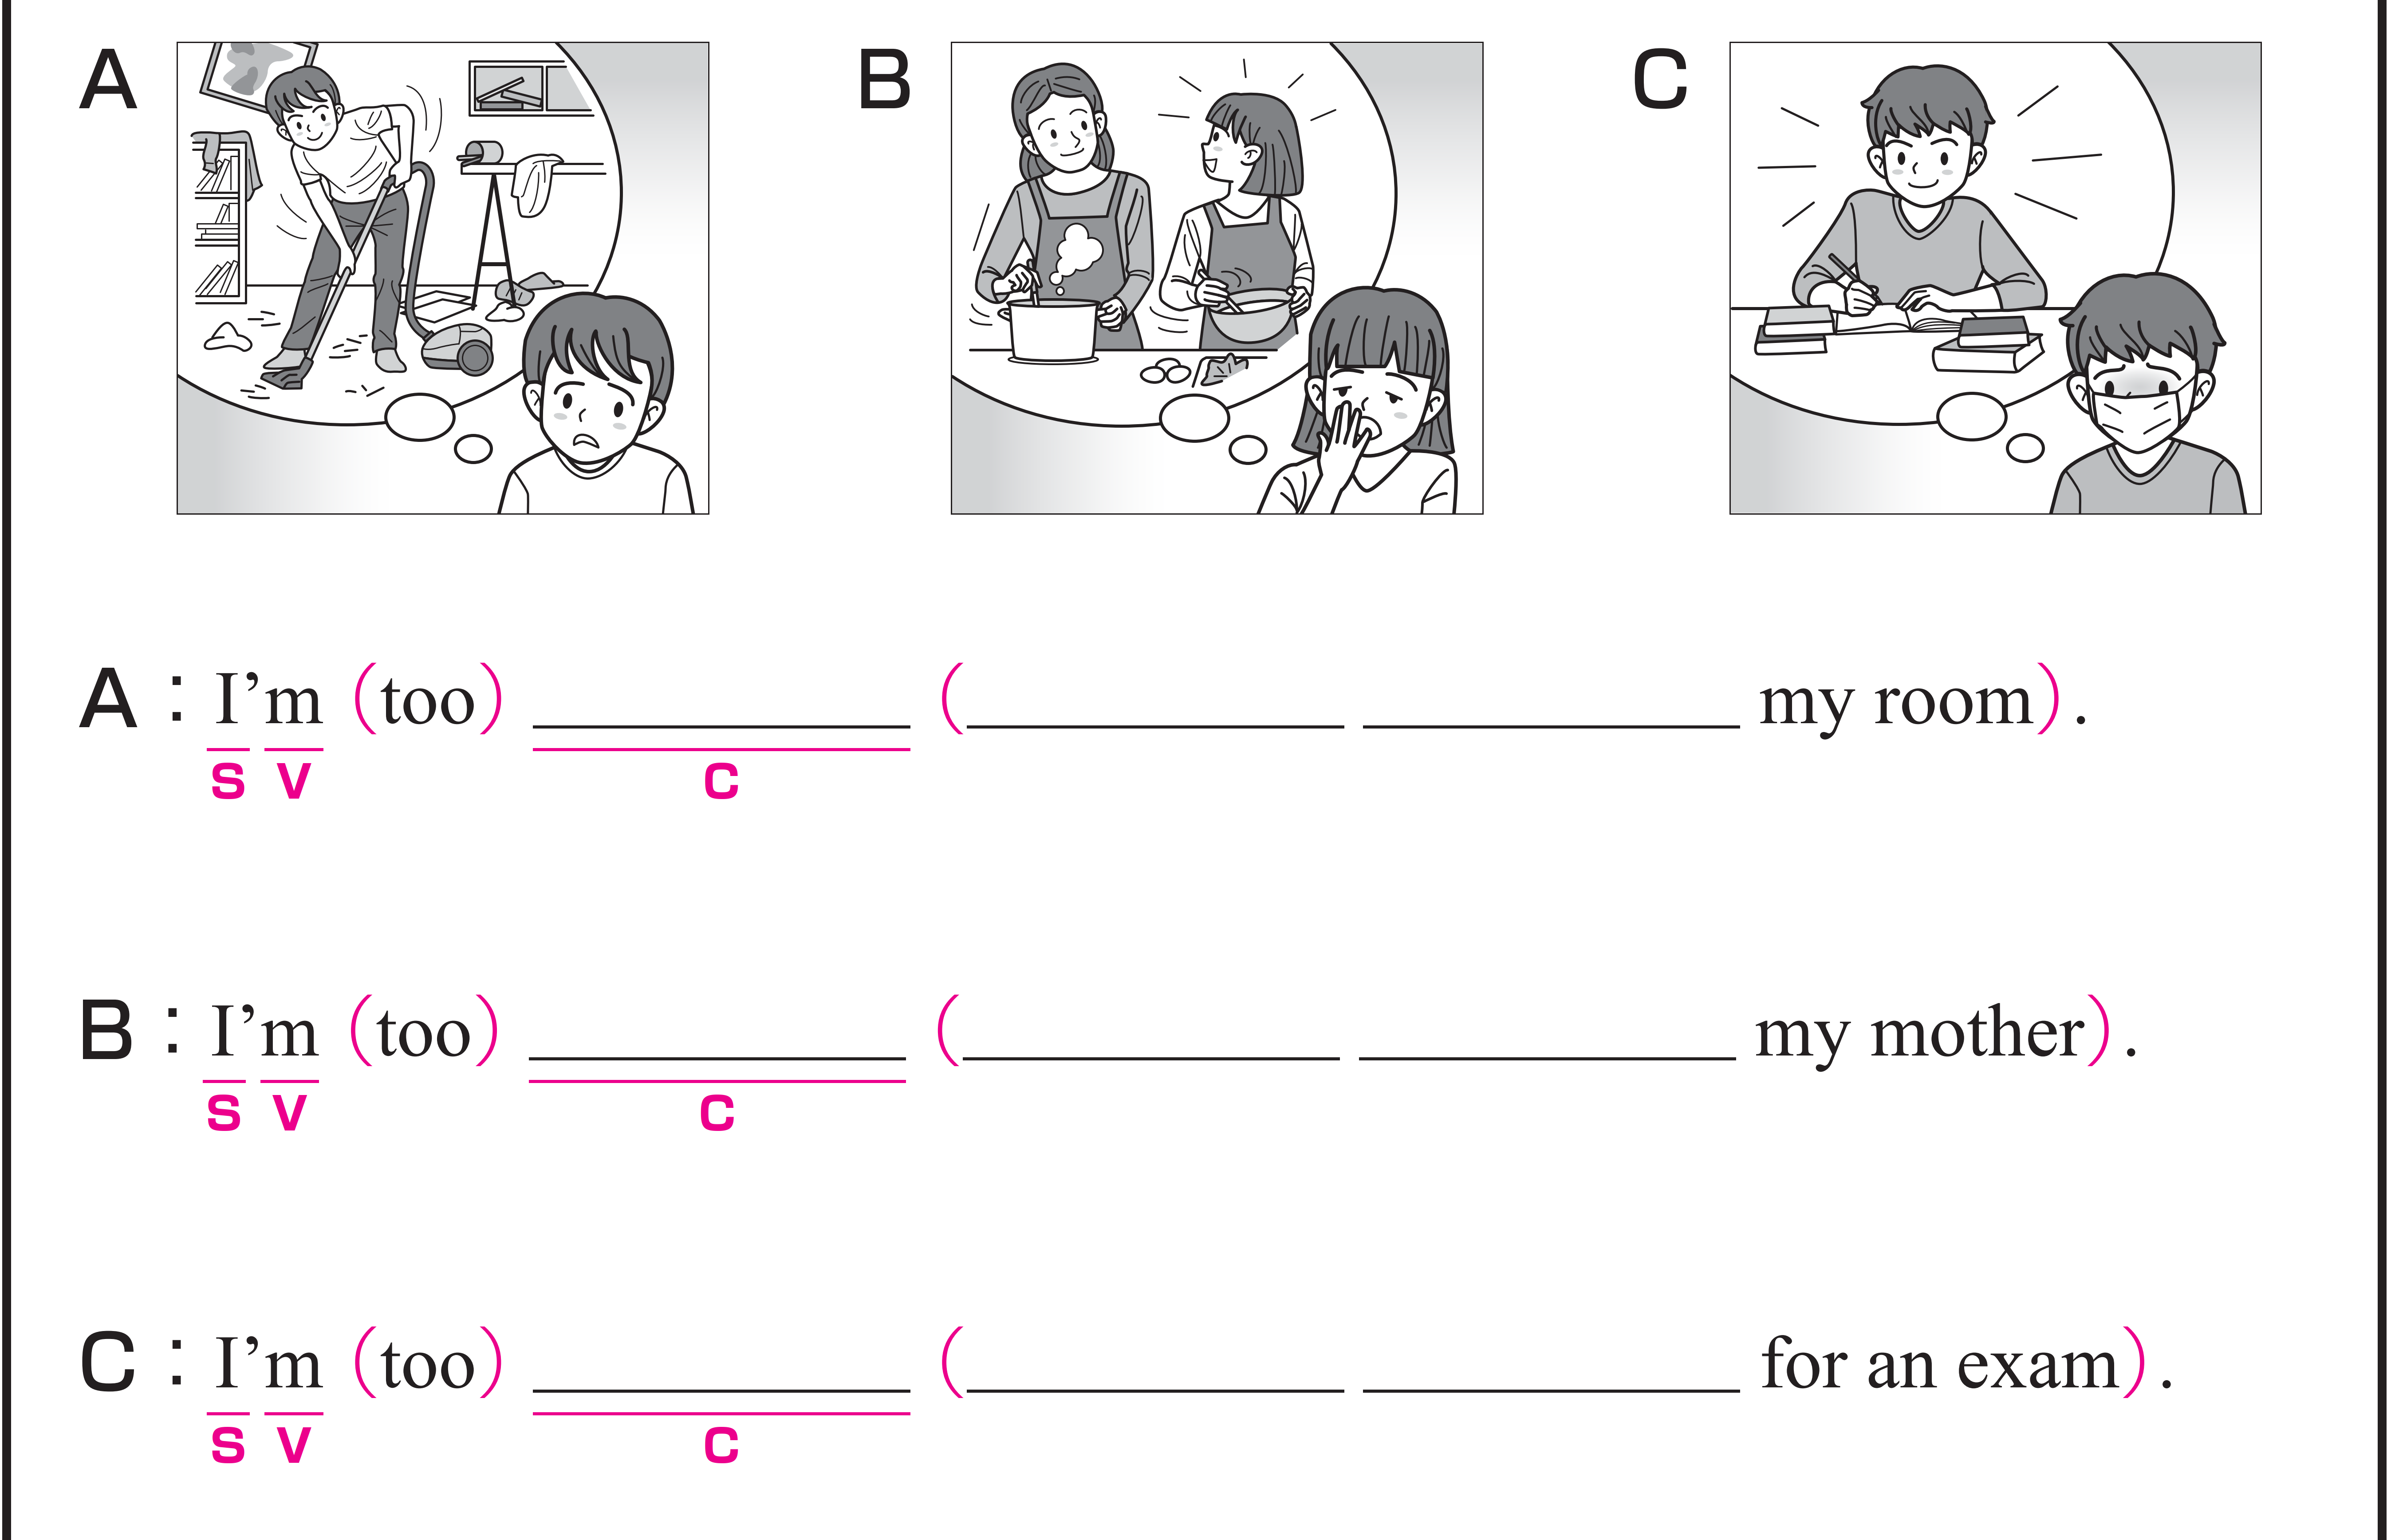 A B C
A : I'm (too) ______ (______ ______ my room).
S V C
B : I'm (too) ______ (______ ______ my mother).
S V C
C : I'm (too) ______ (______ ______ for an exam).
S V C